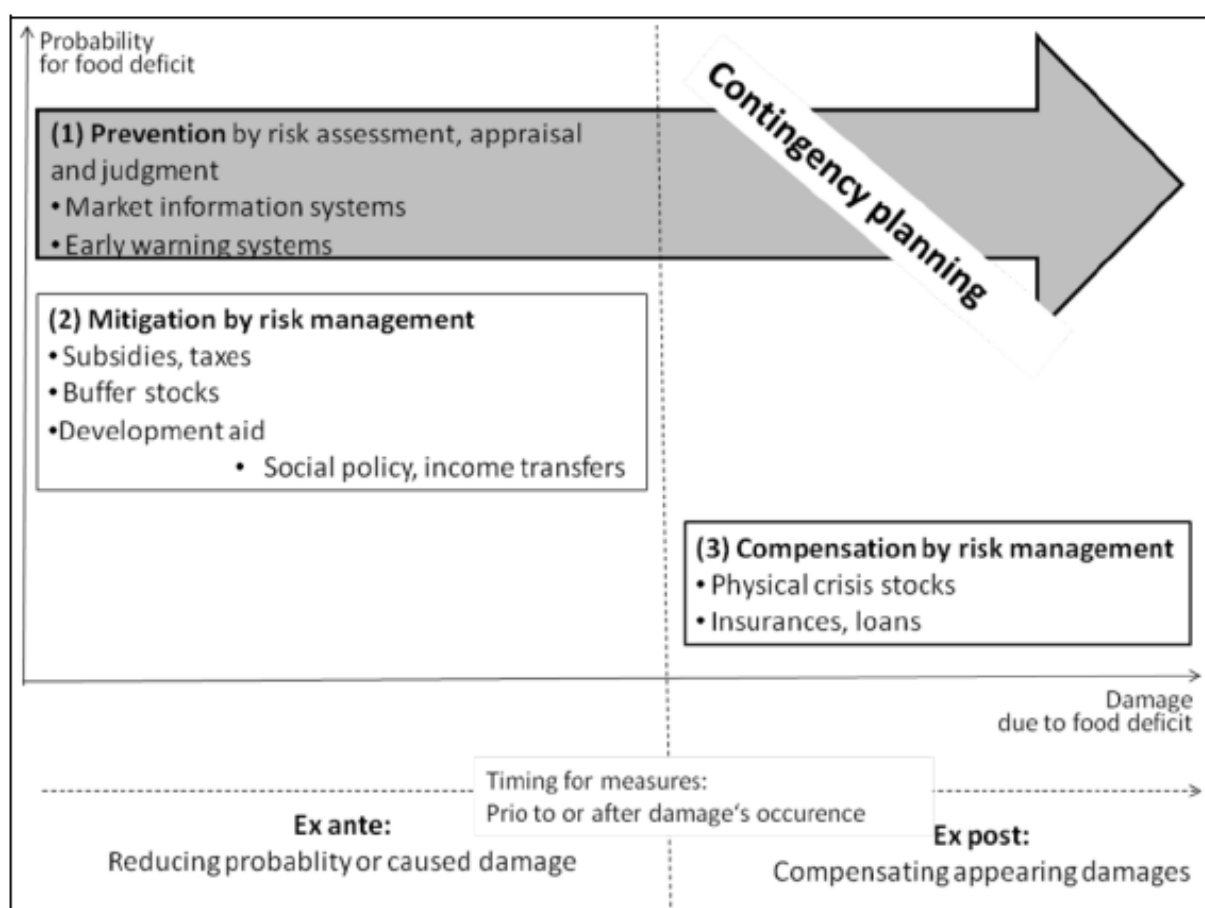 Probability
for food deficit
(1) Prevention by risk assessment, appraisal
and judgment
• Market information systems
• Early warning systems
Contingency planning
(2) Mitigation by risk management
• Subsidies, taxes
• Buffer stocks
•Development aid
• Social policy, income transfers
(3) Compensation by risk management
• Physical crisis stocks
• Insurances, loans
Damage
due to food deficit
Timing for measures:
Prio to or after damage's occurence
Ex ante:
Reducing probablity or caused damage
Ex post:
Compensating appearing damages